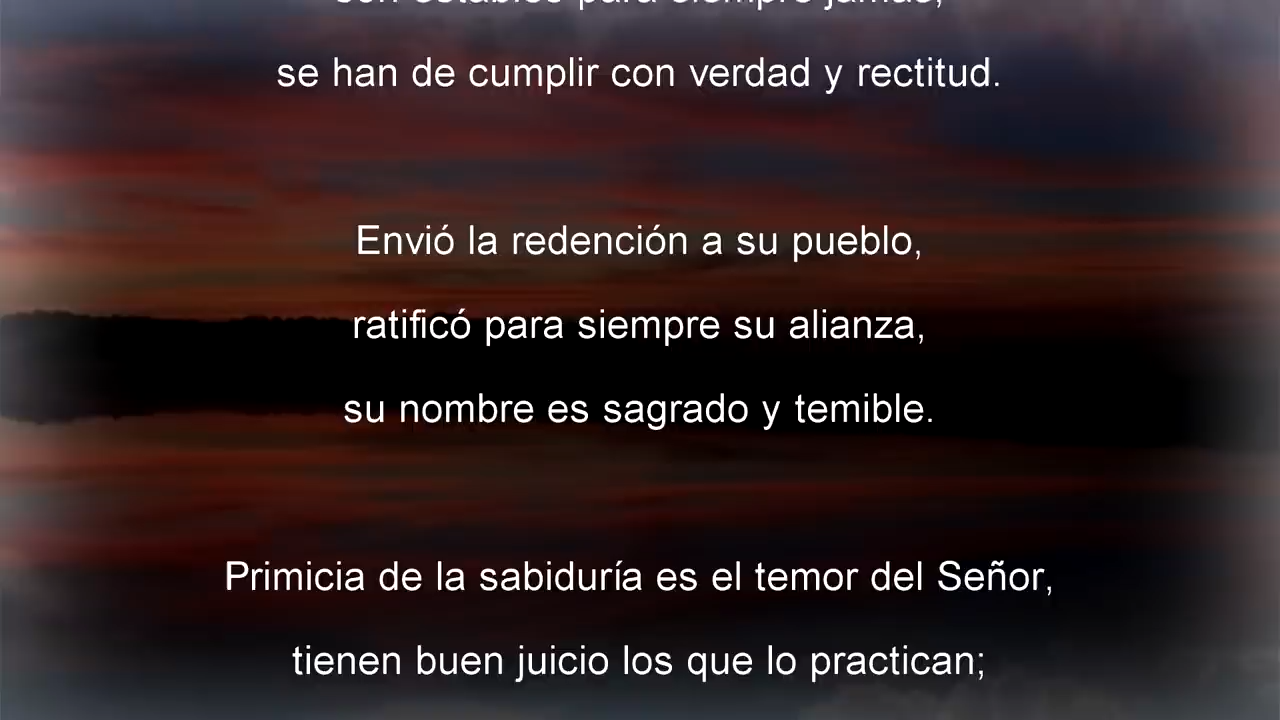 son estables para siempre jamás,
se han de cumplir con verdad y rectitud.
Envió la redención a su pueblo,
ratificó para siempre su alianza,
su nombre es sagrado y temible.
Primicia de la sabiduría es el temor del Señor,
tienen buen juicio los que lo practican;